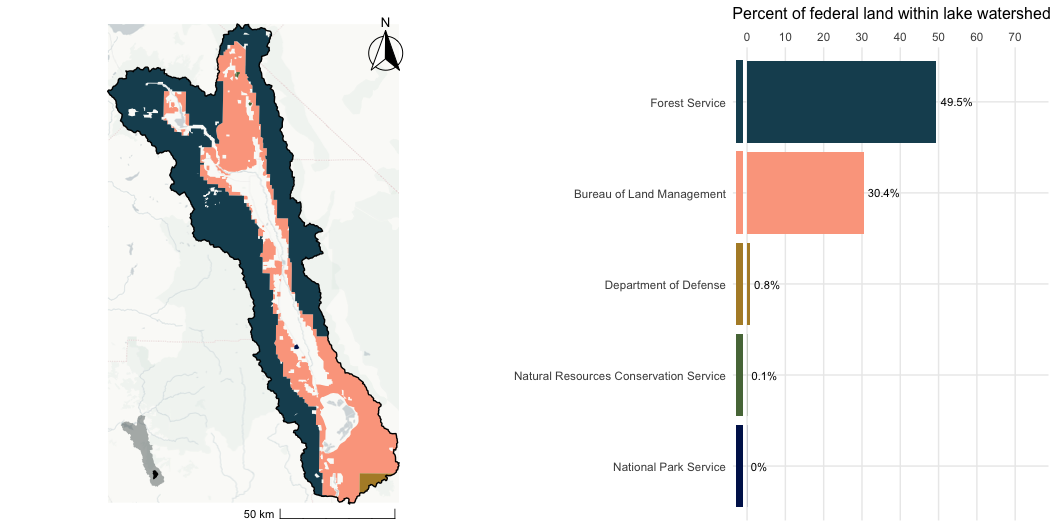 N
50 km
Percent of federal land within lake watershed
0 10 20 30 40 50 60 70
Forest Service 49.5%
Bureau of Land Management 30.4%
Department of Defense 0.8%
Natural Resources Conservation Service 0.1%
National Park Service 0%